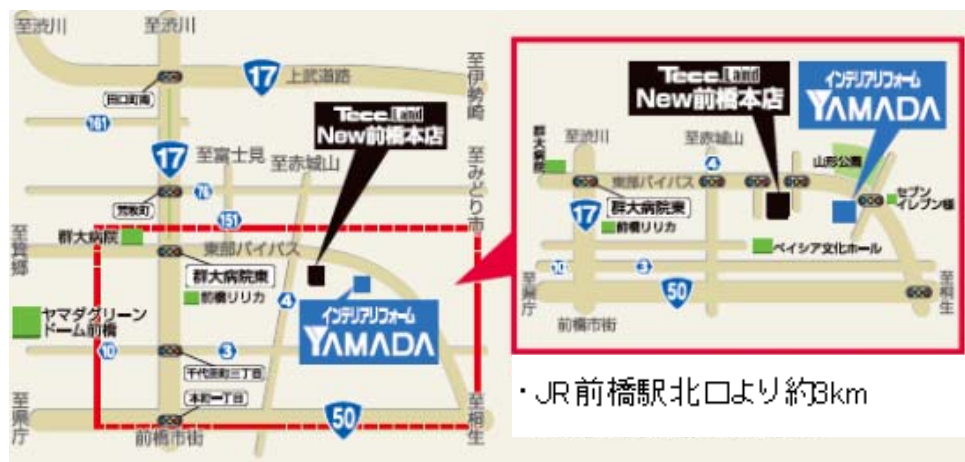 至渋川
至渋川
17
上武道路
至伊勢崎
田口町南
161
Tecc.Land
New前橋本店
17
至富士見
至赤城山
至みどり市
76
荒牧町
151
至箕郷
群大病院
東部バイパス
群大病院東
前橋リリカ
4
ヤマダグリーン
ドーム前橋
インテリアリフォーム
YAMADA
10
3
千代田町三丁目
本町一丁目
50
至県庁
前橋市街
至桐生
Tecc.Land
New前橋本店
インテリアリフォーム
YAMADA
群大病院
至渋川
至赤城山
4
山形公園
東部バイパス
群大病院東
17
前橋リリカ
セブン
イレブン様
ベイシア文化ホール
10
3
50
至県庁
前橋市街
至桐生
・JR前橋駅北口より約3km